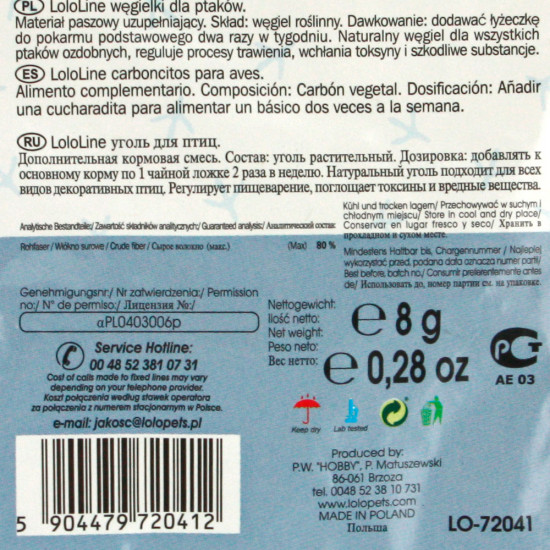 PL LoloLine węgielki dla ptaków.
Materiał paszowy uzupełniający. Skład: węgiel roślinny. Dawkowanie: dodawać łyżeczkę
do pokarmu podstawowego dwa razy w tygodniu. Naturalny węgiel dla wszystkich
ptaków ozdobnych, reguluje procesy trawienia, wchłania toksyny i szkodliwe substancje.
ES LoloLine carboncitos para aves.
Alimento complementario. Composición: Carbón vegetal. Dosificación: Añadir
una cucharadita para alimentar un básico dos veces a la semana.
RU LoloLine уголь для птиц.
Дополнительная кормовая смесь. Состав: уголь растительный. Дозировка: добавлять к
основному корму по 1 чайной ложке 2 раза в неделю. Натуральный уголь подходит для всех
видов декоративных птиц. Регулирует пищеварение, поглощает токсины и вредные вещества.
Analytische Bestandteile:/ Zawartość składników analitycznych:/ Guaranteed analysis:/ Аналитический состав:
Rohfaser / Włókno surowe / Crude fiber / Сырое волокно (макс.) (Max) 80 %
Kühl und trocken lagern/ Przechowywać w suchym i
chłodnym miejscu/ Store in cool and dry place/
Conservar en lugar fresco y seco/ Хранить в
прохладном и сухом месте.
Mindestens Haltbar bis, Chargennummer / Najlepiej
wykorzystać przed, podana data oznacza numer partii/
Best before, batch no./ Consumir preferentemente antes
de/ Использовать до, номер партии см. на упаковке.
Genehmigungsnr/ Nr zatwierdzenia:/ Permission
no:/ N° de permiso:/ Лицензия №:
αPL0403006p
Service Hotline:
00 48 52 381 07 31
Cost of calls made to fixed lines may vary
depending on your telephone provider.
Koszt połączenia według stawek operatora
za połączenie z numerem stacjonarnym w Polsce.
e-mail: jakosc@lolopets.pl
Nettogewicht:
Ilość netto:
Net weight:
Peso neto:
Вес нетто:
e 8 g
e 0,28 oz
РСТ
AE 03
Keep dry
Lab tested
5 904479 720412
Produced by:
P.W. "HOBBY", P. Matuszewski
86-061 Brzoza
tel. 0048 52 38 10 731
www.lolopets.com
MADE IN POLAND
Польша
LO-72041